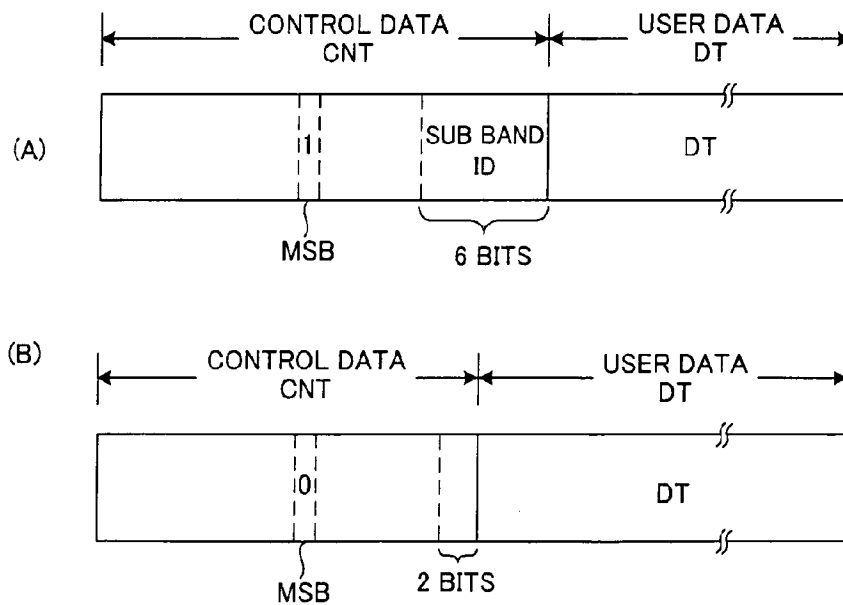 CONTROL DATA
CNT
USER DATA
DT
(A)
1
SUB BAND
ID
DT
MSB
6 BITS
(B)
CONTROL DATA
CNT
USER DATA
DT
0
DT
MSB
2 BITS